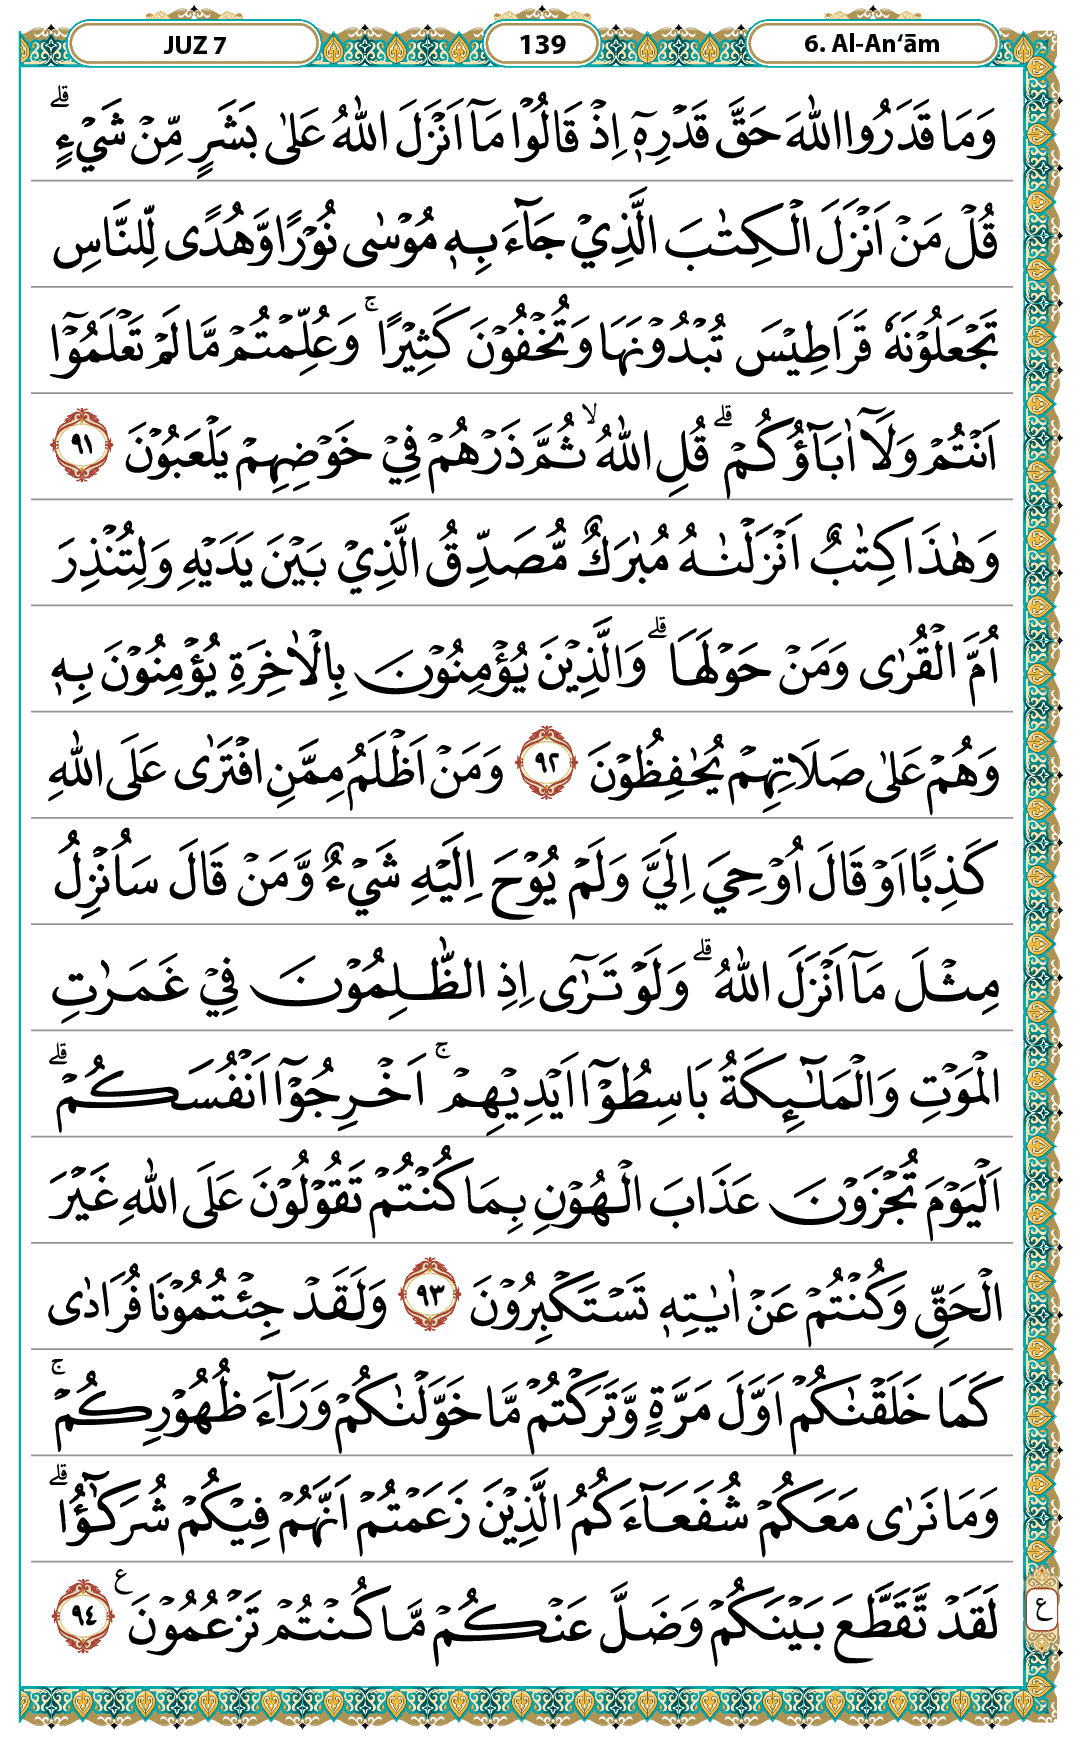 JUZ 7
139
6. Al-An‘ām
وَمَا قَدَرُوا اللّٰهَ حَقَّ قَدْرِهٖٓ اِذْ قَالُوْا مَآ اَنْزَلَ اللّٰهُ عَلٰى بَشَرٍ مِّنْ شَيْءٍۗ
قُلْ مَنْ اَنْزَلَ الْكِتٰبَ الَّذِيْ جَآءَ بِهٖ مُوْسٰى نُوْرًا وَّهُدًى لِّلنَّاسِ
تَجْعَلُوْنَهٗ قَرَاطِيْسَ تُبْدُوْنَهَا وَتُخْفُوْنَ كَثِيْرًاۚ وَعُلِّمْتُمْ مَّا لَمْ تَعْلَمُوْٓا
اَنْتُمْ وَلَآ اٰبَآؤُكُمْۗ قُلِ اللّٰهُۙ ثُمَّ ذَرْهُمْ فِيْ خَوْضِهِمْ يَلْعَبُوْنَ ٩١
وَهٰذَا كِتٰبٌ اَنْزَلْنٰهُ مُبٰرَكٌ مُّصَدِّقُ الَّذِيْ بَيْنَ يَدَيْهِ وَلِتُنْذِرَ
اُمَّ الْقُرٰى وَمَنْ حَوْلَهَاۗ وَالَّذِيْنَ يُؤْمِنُوْنَ بِالْاٰخِرَةِ يُؤْمِنُوْنَ بِهٖ
وَهُمْ عَلٰى صَلَاتِهِمْ يُحٰفِظُوْنَ ٩٢ وَمَنْ اَظْلَمُ مِمَّنِ افْتَرٰى عَلَى اللّٰهِ
كَذِبًا اَوْ قَالَ اُوْحِيَ اِلَيَّ وَلَمْ يُوْحَ اِلَيْهِ شَيْءٌ وَّمَنْ قَالَ سَاُنْزِلُ
مِثْلَ مَآ اَنْزَلَ اللّٰهُۗ وَلَوْ تَرٰٓى اِذِ الظّٰلِمُوْنَ فِيْ غَمَرٰتِ
الْمَوْتِ وَالْمَلٰٓئِكَةُ بَاسِطُوْٓا اَيْدِيْهِمْۚ اَخْرِجُوْٓا اَنْفُسَكُمْۗ
اَلْيَوْمَ تُجْزَوْنَ عَذَابَ الْهُوْنِ بِمَا كُنْتُمْ تَقُوْلُوْنَ عَلَى اللّٰهِ غَيْرَ
الْحَقِّ وَكُنْتُمْ عَنْ اٰيٰتِهٖ تَسْتَكْبِرُوْنَ ٩٣ وَلَقَدْ جِئْتُمُوْنَا فُرَادٰى
كَمَا خَلَقْنٰكُمْ اَوَّلَ مَرَّةٍ وَّتَرَكْتُمْ مَّا خَوَّلْنٰكُمْ وَرَآءَ ظُهُوْرِكُمْۚ
وَمَا نَرٰى مَعَكُمْ شُفَعَآءَكُمُ الَّذِيْنَ زَعَمْتُمْ اَنَّهُمْ فِيْكُمْ شُرَكٰۤؤُاۗ
لَقَدْ تَّقَطَّعَ بَيْنَكُمْ وَضَلَّ عَنْكُمْ مَّا كُنْتُمْ تَزْعُمُوْنَ ع ٩٤
ع